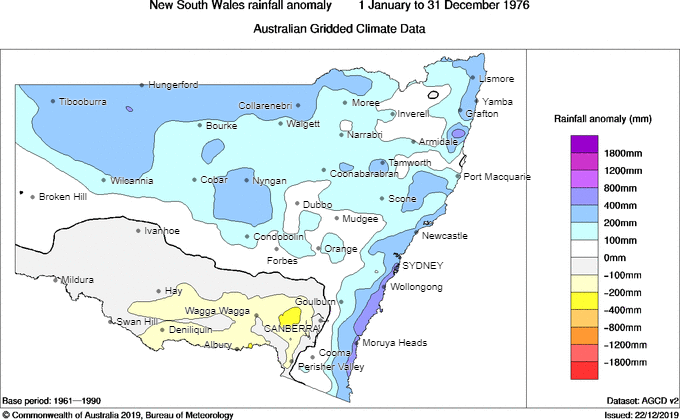 New South Wales rainfall anomaly 1 January to 31 December 1976
Australian Gridded Climate Data
Hungerford
Lismore
Tibooburra
Collarenebri
Moree
Yamba
Inverell
Grafton
Bourke
Walgett
Narrabri
Armidale
Tamworth
Wilcannia
Cobar
Nyngan
Coonabarabran
Port Macquarie
Broken Hill
Dubbo
Scone
Mudgee
Ivanhoe
Condobolin
Newcastle
Forbes
Orange
SYDNEY
Mildura
Hay
Goulburn
Wollongong
Wagga Wagga
Swan Hill
Deniliquin
CANBERRA
Albury
Moruya Heads
Cooma
Perisher Valley
Rainfall anomaly (mm)
1800mm
1200mm
800mm
400mm
200mm
100mm
0mm
−100mm
−200mm
−400mm
−800mm
−1200mm
−1800mm
Base period: 1961—1990
Dataset: AGCD v2
© Commonwealth of Australia 2019, Bureau of Meteorology
Issued: 22/12/2019